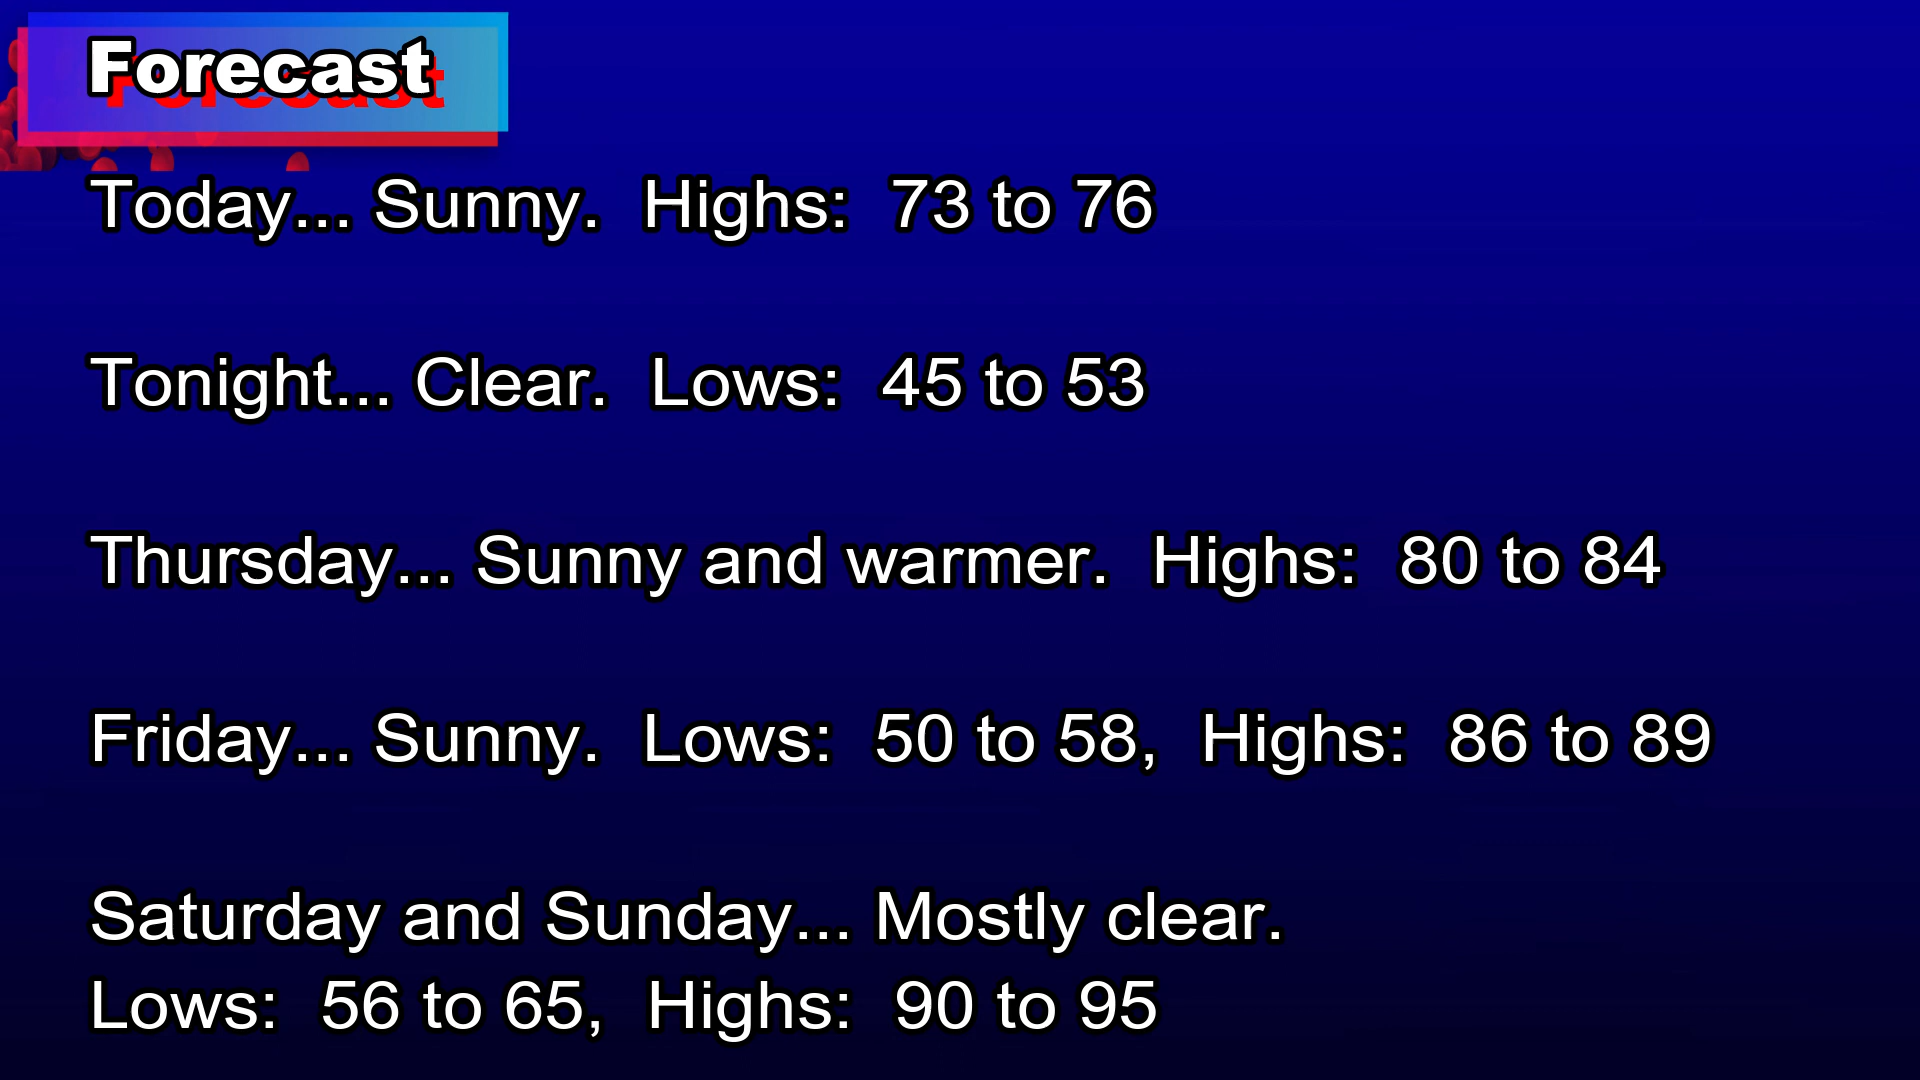 Forecast
Today... Sunny.  Highs:  73 to 76
Tonight... Clear.  Lows:  45 to 53
Thursday... Sunny and warmer.  Highs:  80 to 84
Friday... Sunny.  Lows:  50 to 58,  Highs:  86 to 89
Saturday and Sunday... Mostly clear.
Lows:  56 to 65,  Highs:  90 to 95